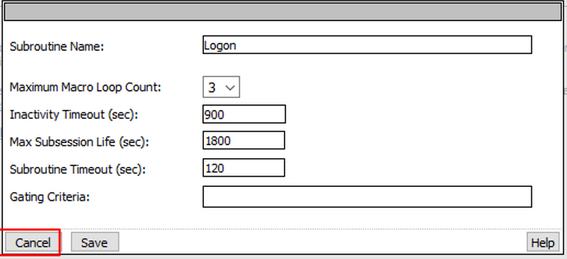 Subroutine Name: Logon
Maximum Macro Loop Count: 3
Inactivity Timeout (sec): 900
Max Subsession Life (sec): 1800
Subroutine Timeout (sec): 120
Gating Criteria:
Cancel Save Help